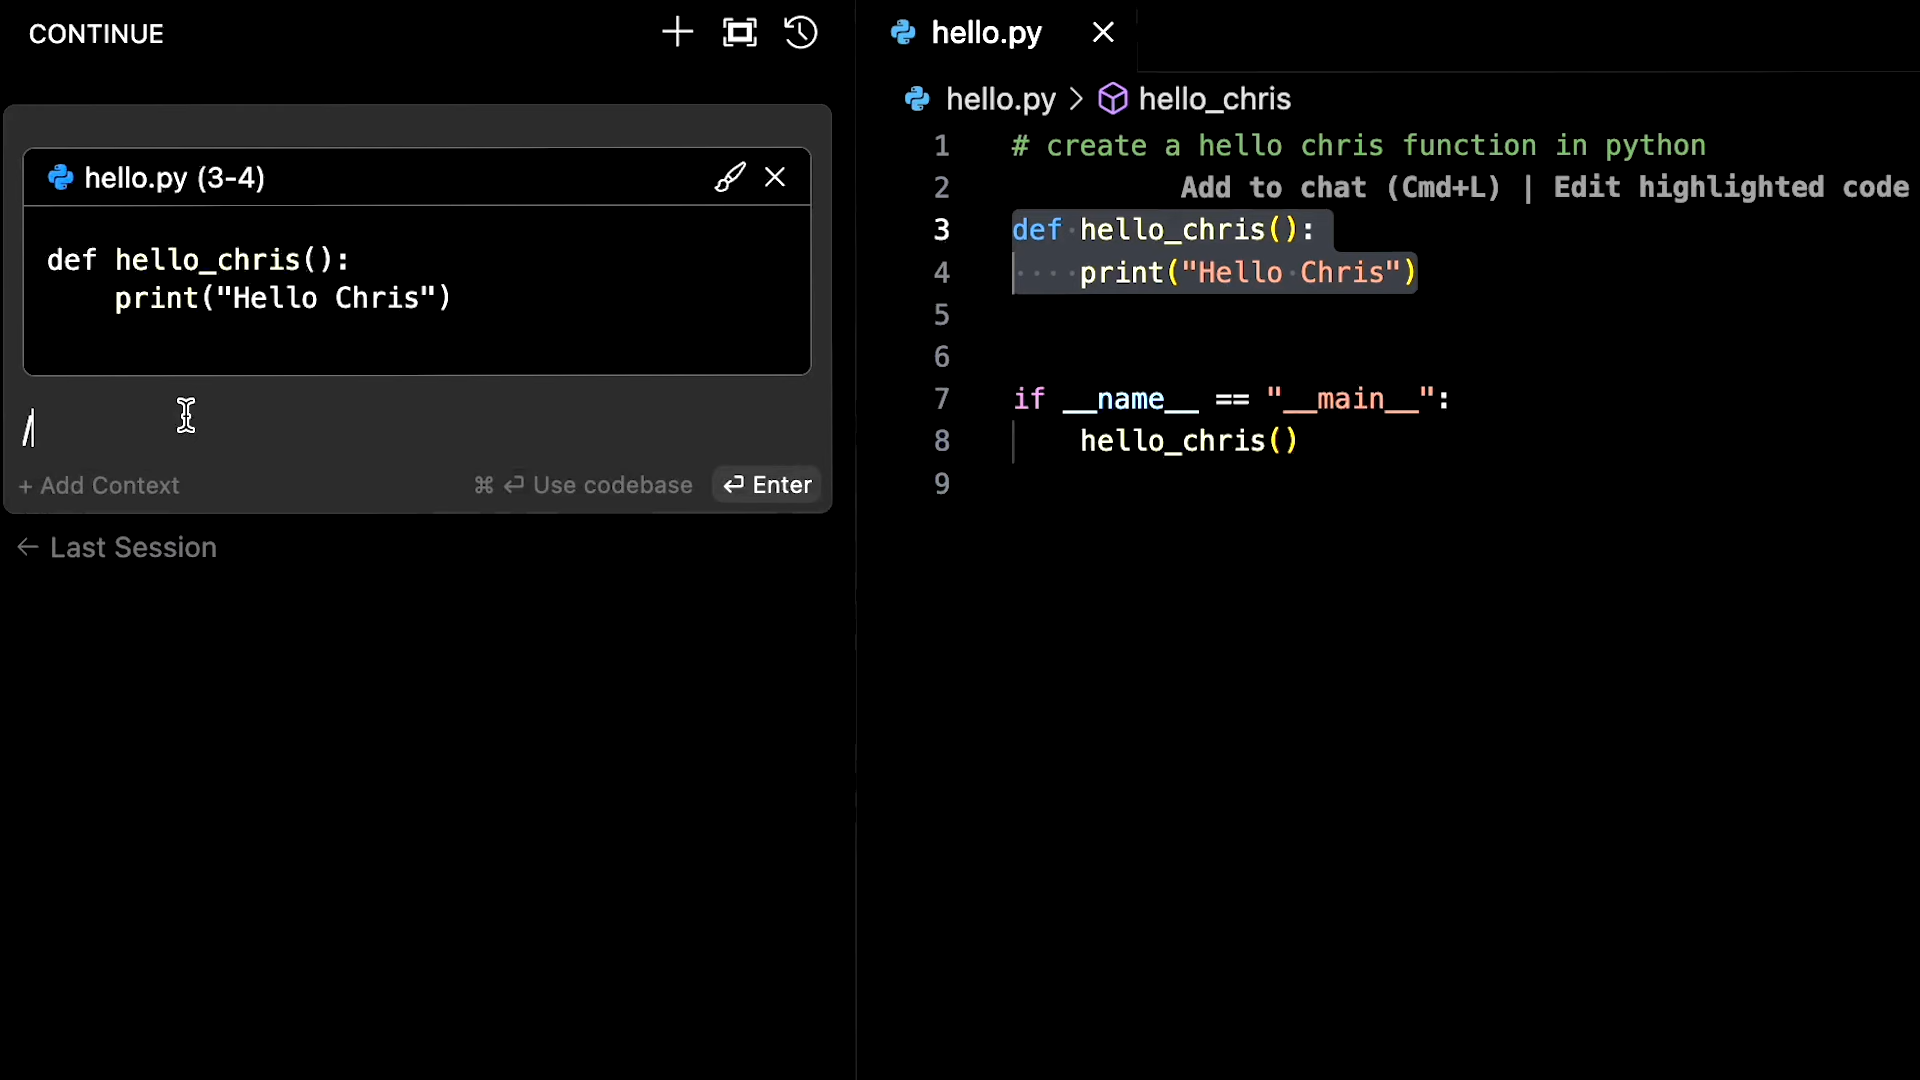 CONTINUE
hello.py (3-4)
def hello_chris():
    print("Hello Chris")
/
+ Add Context
⌘ ⏎ Use codebase
⏎ Enter
← Last Session
hello.py
hello.py > hello_chris
1 # create a hello chris function in python
2 Add to chat (Cmd+L) | Edit highlighted code
3 def hello_chris():
4     print("Hello Chris")
5
6
7 if __name__ == "__main__":
8     hello_chris()
9